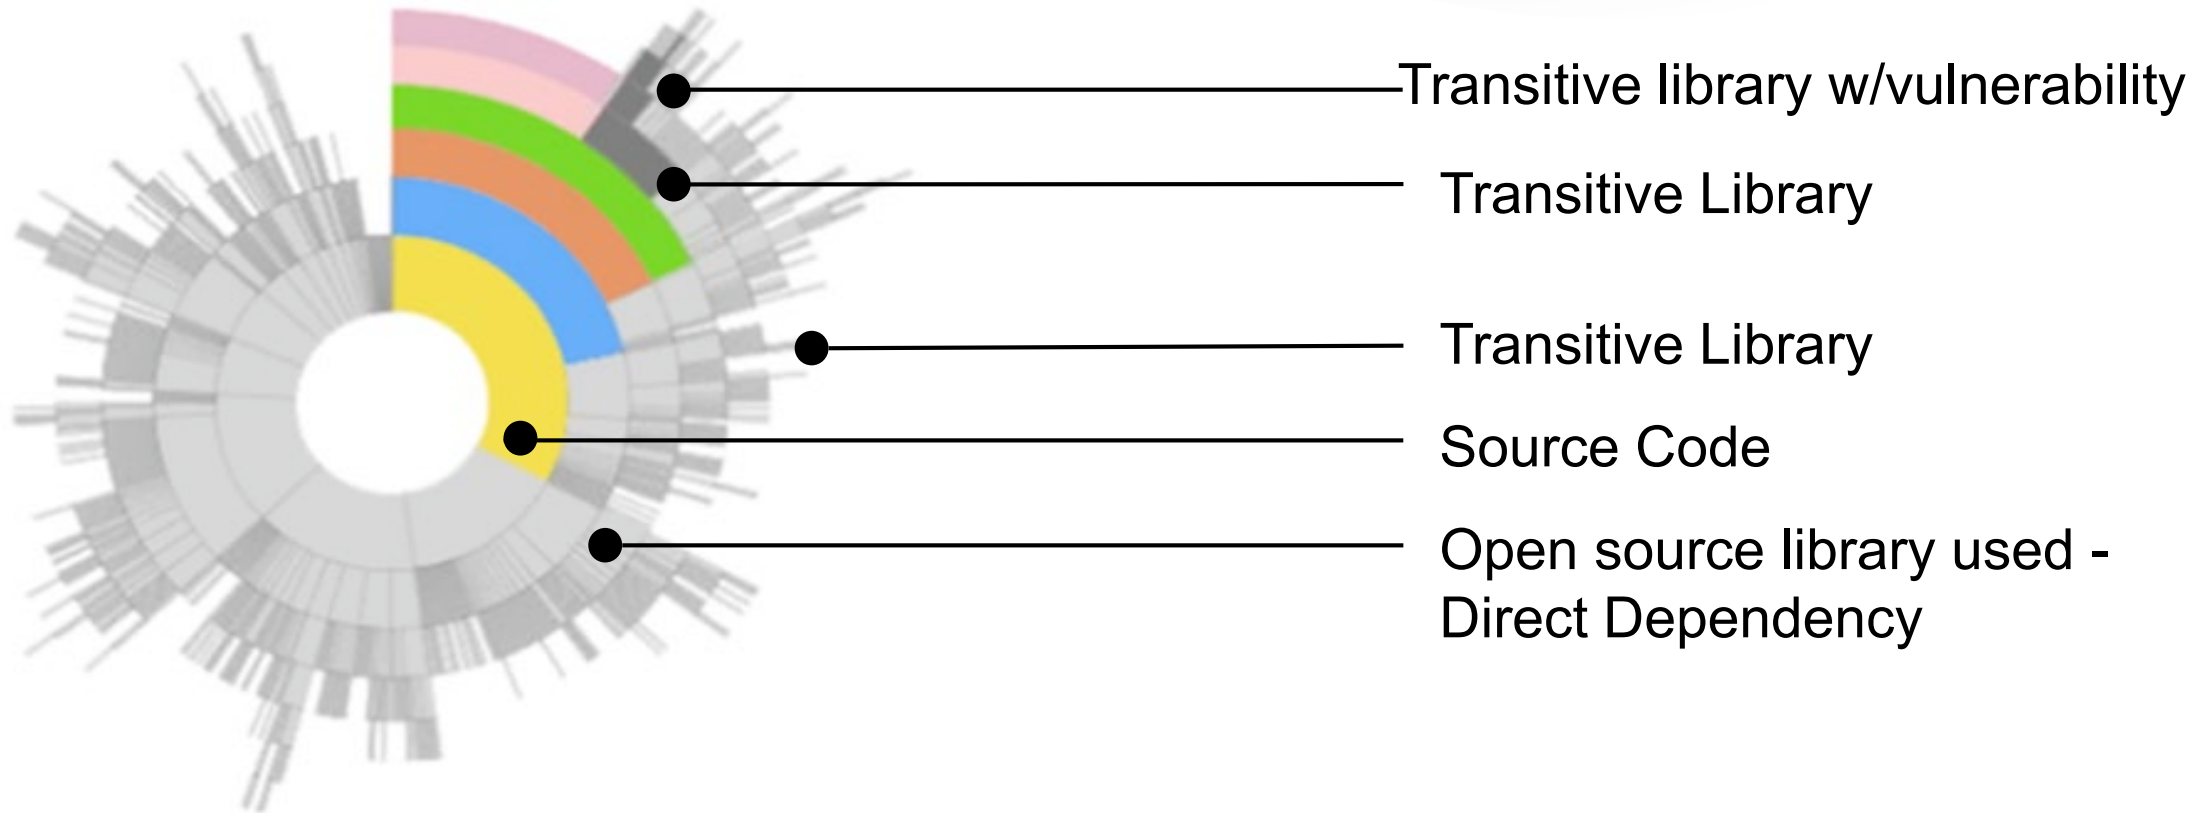 Transitive library w/vulnerability
Transitive Library
Transitive Library
Source Code
Open source library used -
Direct Dependency